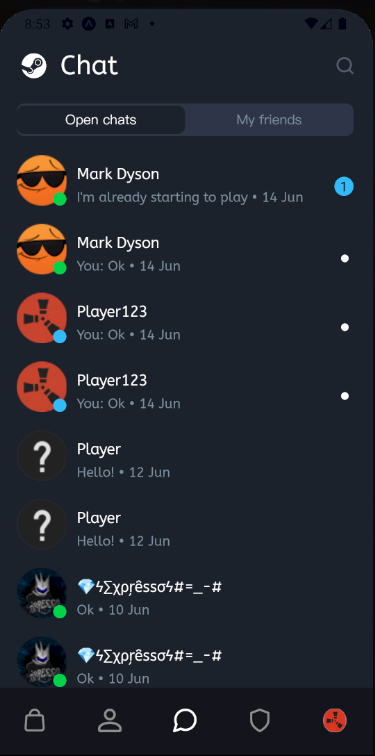 8:53
Chat
Open chats
My friends
Mark Dyson
I'm already starting to play • 14 Jun
1
Mark Dyson
You: Ok • 14 Jun
Player123
You: Ok • 14 Jun
Player123
You: Ok • 14 Jun
Player
Hello! • 12 Jun
Player
Hello! • 12 Jun
💎ϟ∑χρŗêssσϟ#=_-#
Ok • 10 Jun
💎ϟ∑χρŗêssσϟ#=_-#
Ok • 10 Jun